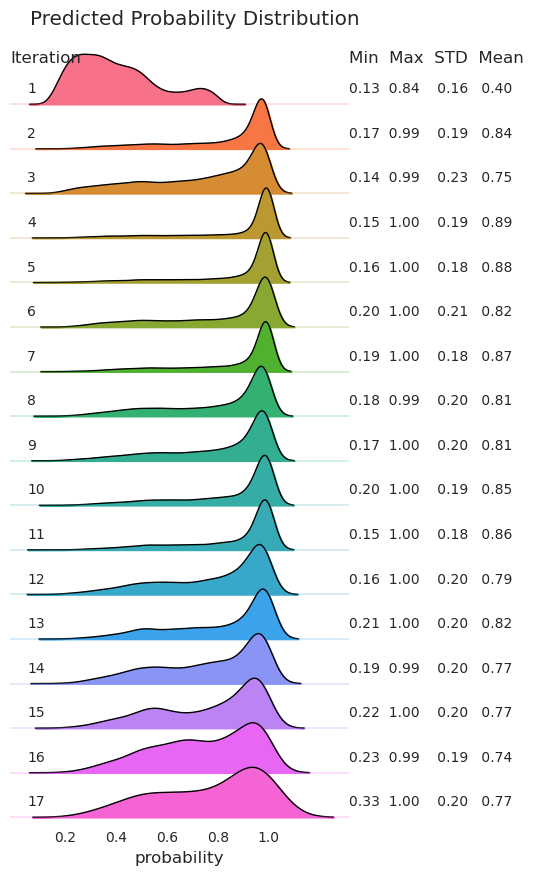 Predicted Probability Distribution
Iteration Min Max STD Mean
1 0.13 0.84 0.16 0.40
2 0.17 0.99 0.19 0.84
3 0.14 0.99 0.23 0.75
4 0.15 1.00 0.19 0.89
5 0.16 1.00 0.18 0.88
6 0.20 1.00 0.21 0.82
7 0.19 1.00 0.18 0.87
8 0.18 0.99 0.20 0.81
9 0.17 1.00 0.20 0.81
10 0.20 1.00 0.19 0.85
11 0.15 1.00 0.18 0.86
12 0.16 1.00 0.20 0.79
13 0.21 1.00 0.20 0.82
14 0.19 0.99 0.20 0.77
15 0.22 1.00 0.20 0.77
16 0.23 0.99 0.19 0.74
17 0.33 1.00 0.20 0.77
0.2 0.4 0.6 0.8 1.0
probability